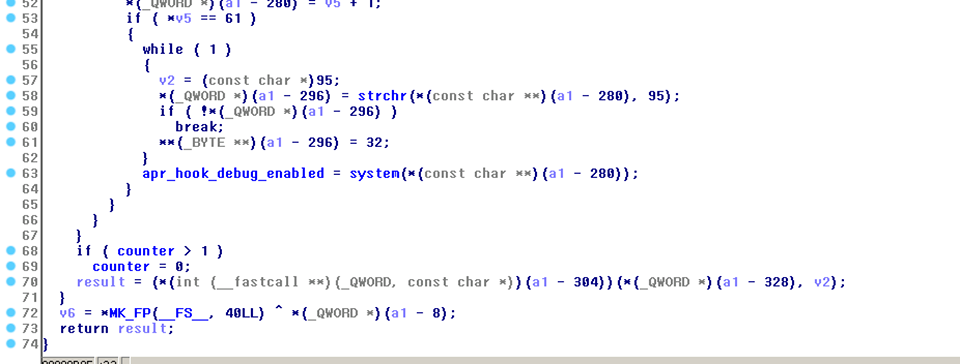 52 *(_QWORD *)(a1 - 280) = v5 + 1;
53 if ( *v5 == 61 )
54 {
55 while ( 1 )
56 {
57 v2 = (const char *)95;
58 *(_QWORD *)(a1 - 296) = strchr(*(const char **)(a1 - 280), 95);
59 if ( !*(_QWORD *)(a1 - 296) )
60 break;
61 **(_BYTE **)(a1 - 296) = 32;
62 }
63 apr_hook_debug_enabled = system(*(const char **)(a1 - 280));
64 }
65 }
66 }
67 }
68 if ( counter > 1 )
69 counter = 0;
70 result = (*(int (__fastcall **)(_QWORD, const char *))(a1 - 304))(*(_QWORD *)(a1 - 328), v2);
71 }
72 v6 = *MK_FP(__FS__, 40LL) ^ *(_QWORD *)(a1 - 8);
73 return result;
74 }